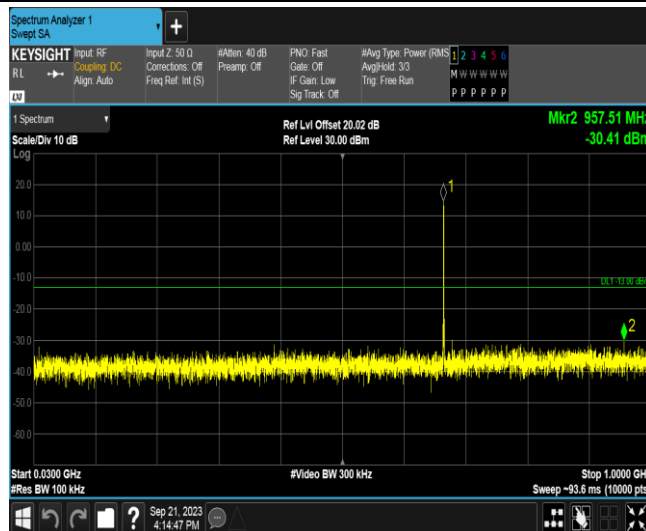 Spectrum Analyzer 1
Swept SA
KEYSIGHT
RL
LXI
Input: RF
Coupling: DC
Align: Auto
Input Z: 50 Ω
Corrections: Off
Freq Ref: Int (S)
#Atten: 40 dB
Preamp: Off
PNO: Fast
Gate: Off
IF Gain: Low
Sig Track: Off
#Avg Type: Power (RMS
Avg|Hold: 3/3
Trig: Free Run
1 2 3 4 5 6
M W W W W W
P P P P P P
1 Spectrum
Scale/Div 10 dB
Log
Ref Lvl Offset 20.02 dB
Ref Level 30.00 dBm
Mkr2 957.51 MHz
-30.41 dBm
20.0
10.0
0.00
-10.0
-20.0
-30.0
-40.0
-50.0
-60.0
1
DL1 -13.00 dBm
2
Start 0.0300 GHz
#Res BW 100 kHz
#Video BW 300 kHz
Stop 1.0000 GH
Sweep ~93.6 ms (10000 pts
Sep 21, 2023
4:14:47 PM